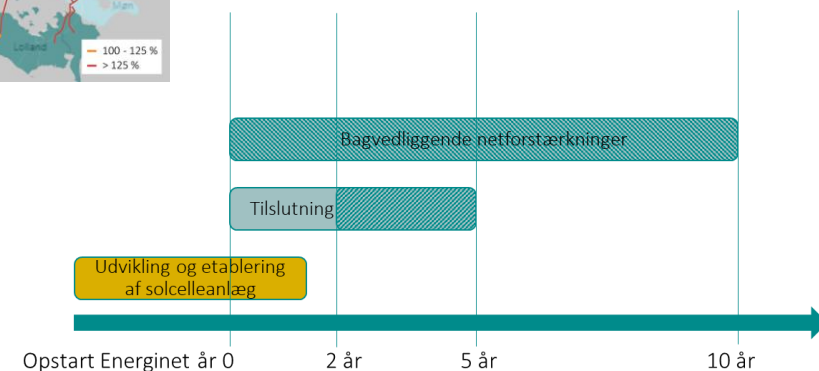 Møn
Lolland
100 - 125 %
> 125 %
Bagvedliggende netforstærkninger
Tilslutning
Udvikling og etablering
af solcelleanlæg
Opstart Energinet år 0
2 år
5 år
10 år